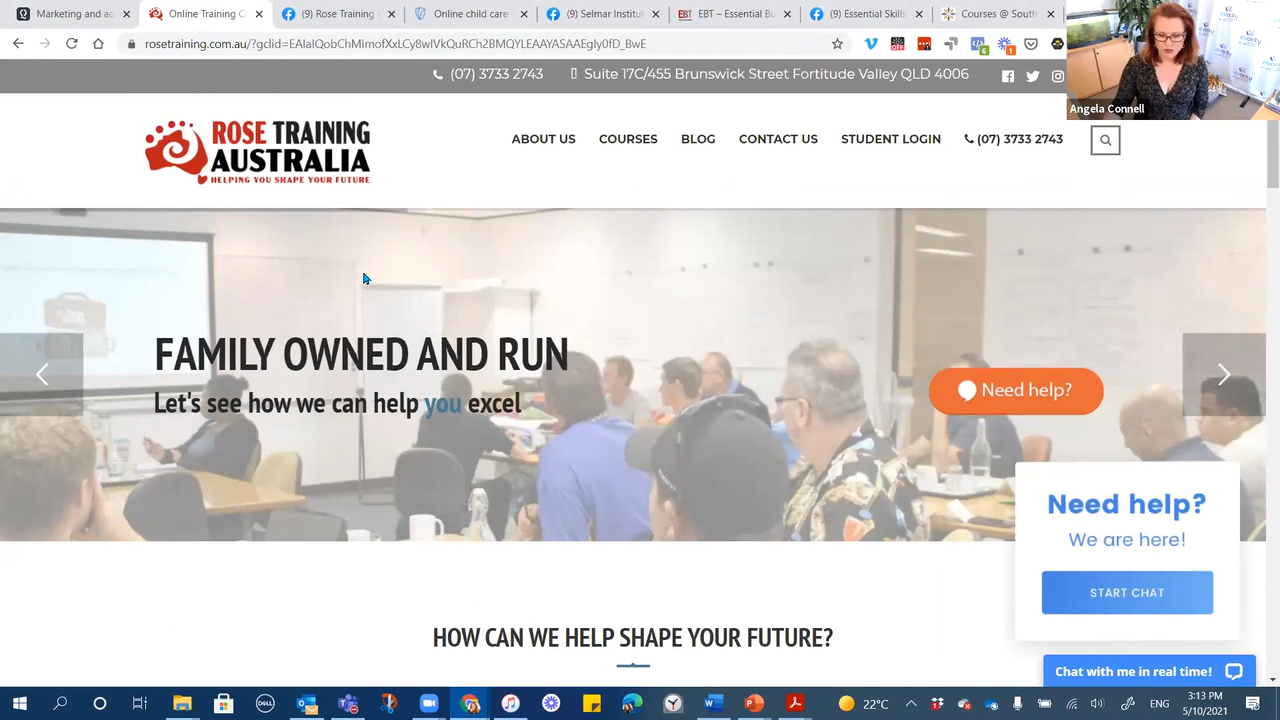 Marketing and ad
Online Training C
(9) Rose Training
Online child care
(9) Selmar Institut
EBT
EBT – Essential Bu
(9) Essential Skills
Courses @ South
rosetraining.
Angela Connell
(07) 3733 2743
Suite 17C/455 Brunswick Street Fortitude Valley QLD 4006
ROSE TRAINING
AUSTRALIA
HELPING YOU SHAPE YOUR FUTURE
ABOUT US
COURSES
BLOG
CONTACT US
STUDENT LOGIN
(07) 3733 2743
FAMILY OWNED AND RUN
Let's see how we can help you excel
Need help?
Need help?
We are here!
START CHAT
HOW CAN WE HELP SHAPE YOUR FUTURE?
Chat with me in real time!
22°C
ENG
3:13 PM
5/10/2021